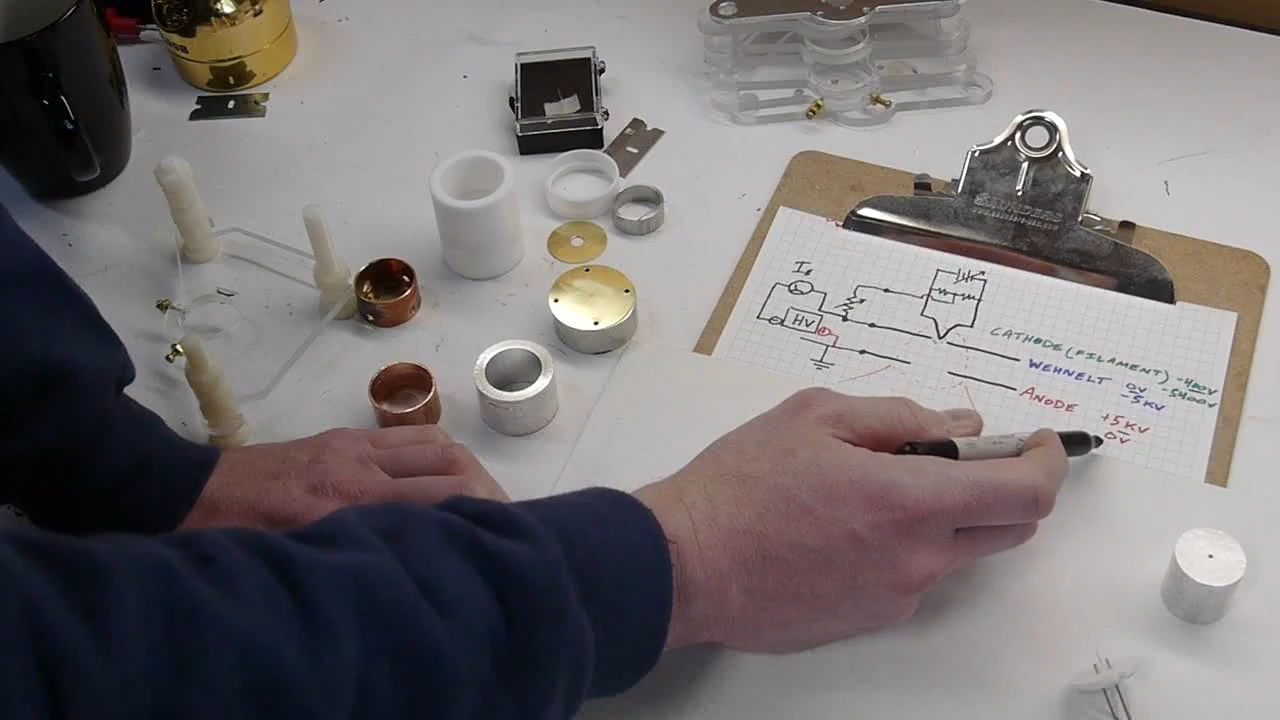 SAUNDERS
I
HV
CATHODE (FILAMENT) -400V
-5400V
WEHNELT 0V
-5KV
ANODE +5KV
0V